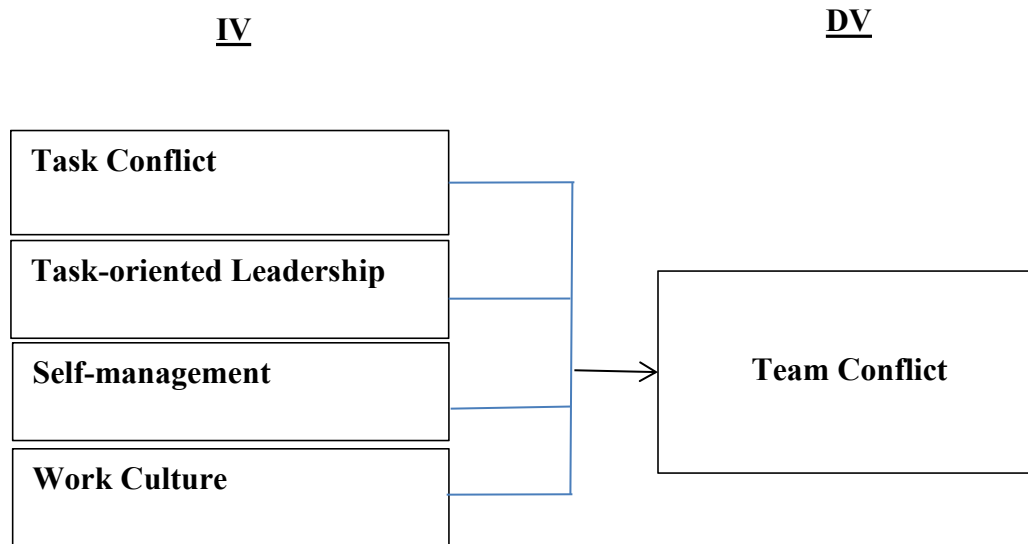 IV
DV
Task Conflict
Task-oriented Leadership
Self-management
Work Culture
Team Conflict